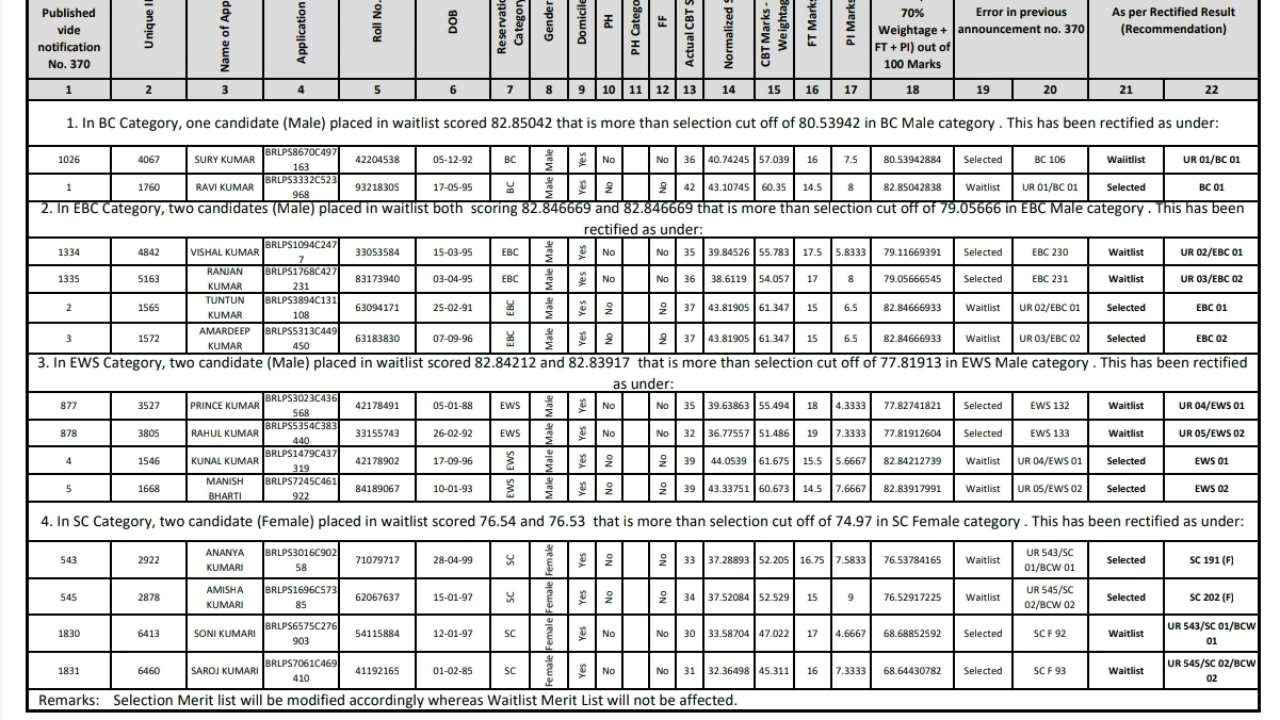 Published vide notification No. 370 | Unique I | Name of App | Application | Roll No. | DOB | Reservat Category | Gender | Domicile | PH | PH Catego | FF | Actual CBT S | Normalized S | CBT Marks - Weightag | FT Marks | PI Marks | 70% Weightage + FT + PI) out of 100 Marks | Error in previous announcement no. 370 | As per Rectified Result (Recommendation)
1 2 3 4 5 6 7 8 9 10 11 12 13 14 15 16 17 18 19 20 21 22
1. In BC Category, one candidate (Male) placed in waitlist scored 82.85042 that is more than selection cut off of 80.53942 in BC Male category . This has been rectified as under:
1026 4067 SURY KUMAR BRLPS8670C497163 42204538 05-12-92 BC Male Yes No No 36 40.74245 57.039 16 7.5 80.53942884 Selected BC 106 Waiitlist UR 01/BC 01
1 1760 RAVI KUMAR BRLPS3332C523968 93218305 17-05-95 BC Male Yes No No 42 43.10745 60.35 14.5 8 82.85042838 Waitlist UR 01/BC 01 Selected BC 01
2. In EBC Category, two candidates (Male) placed in waitlist both scoring 82.846669 and 82.846669 that is more than selection cut off of 79.05666 in EBC Male category . This has been
rectified as under:
1334 4842 VISHAL KUMAR BRLPS1094C2477 33053584 15-03-95 EBC Male Yes No No 35 39.84526 55.783 17.5 5.8333 79.11669391 Selected EBC 230 Waitlist UR 02/EBC 01
1335 5163 RANJAN KUMAR BRLPS1768C427231 83173940 03-04-95 EBC Male Yes No No 36 38.6119 54.057 17 8 79.05666545 Selected EBC 231 Waitlist UR 03/EBC 02
2 1565 TUNTUN KUMAR BRLPS3894C131108 63094171 25-02-91 EBC Male Yes No No 37 43.81905 61.347 15 6.5 82.84666933 Waitlist UR 02/EBC 01 Selected EBC 01
3 1572 AMARDEEP KUMAR BRLPS5313C449450 63183830 07-09-96 EBC Male Yes No No 37 43.81905 61.347 15 6.5 82.84666933 Waitlist UR 03/EBC 02 Selected EBC 02
3. In EWS Category, two candidate (Male) placed in waitlist scored 82.84212 and 82.83917 that is more than selection cut off of 77.81913 in EWS Male category . This has been rectified
as under:
877 3527 PRINCE KUMAR BRLPS3023C436568 42178491 05-01-88 EWS Male Yes No No 35 39.63863 55.494 18 4.3333 77.82741821 Selected EWS 132 Waitlist UR 04/EWS 01
878 3805 RAHUL KUMAR BRLPS5354C383440 33155743 26-02-92 EWS Male Yes No No 32 36.77557 51.486 19 7.3333 77.81912604 Selected EWS 133 Waitlist UR 05/EWS 02
4 1546 KUNAL KUMAR BRLPS1479C437319 42178902 17-09-96 EWS Male Yes No No 39 44.0539 61.675 15.5 5.6667 82.84212739 Waitlist UR 04/EWS 01 Selected EWS 01
5 1668 MANISH BHARTI BRLPS7245C461922 84189067 10-01-93 EWS Male Yes No No 39 43.33751 60.673 14.5 7.6667 82.83917991 Waitlist UR 05/EWS 02 Selected EWS 02
4. In SC Category, two candidate (Female) placed in waitlist scored 76.54 and 76.53 that is more than selection cut off of 74.97 in SC Female category . This has been rectified as under:
543 2922 ANANYA KUMARI BRLPS3016C90258 71079717 28-04-99 SC Female Yes No No 33 37.28893 52.205 16.75 7.5833 76.53784165 Waitlist UR 543/SC 01/BCW 01 Selected SC 191 (F)
545 2878 AMISHA KUMARI BRLPS1696C57385 62067637 15-01-97 SC Female Yes No No 34 37.52084 52.529 15 9 76.52917225 Waitlist UR 545/SC 02/BCW 02 Selected SC 202 (F)
1830 6413 SONI KUMARI BRLPS6575C276903 54115884 12-01-97 SC Female Yes No No 30 33.58704 47.022 17 4.6667 68.68852592 Selected SC F 92 Waitlist UR 543/SC 01/BCW 01
1831 6460 SAROJ KUMARI BRLPS7061C469410 41192165 01-02-85 SC Female Yes No No 31 32.36498 45.311 16 7.3333 68.64430782 Selected SC F 93 Waitlist UR 545/SC 02/BCW 02
Remarks: Selection Merit list will be modified accordingly whereas Waitlist Merit List will not be affected.